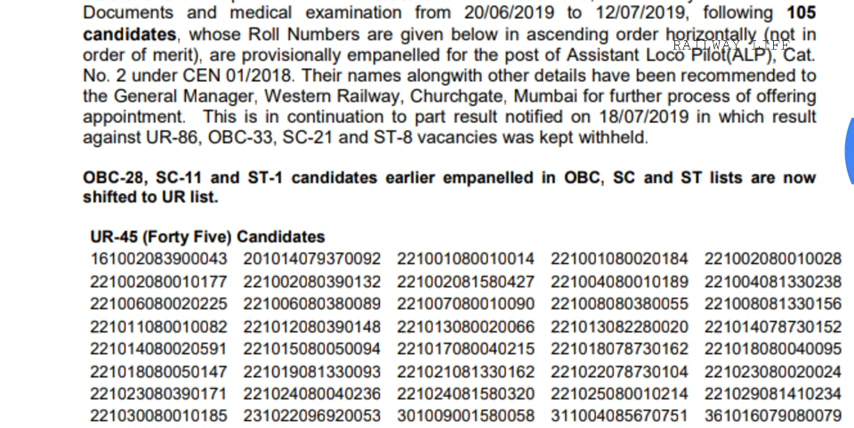 Documents and medical examination from 20/06/2019 to 12/07/2019, following 105
candidates, whose Roll Numbers are given below in ascending order horizontally (not in
RAILWAY LIFE
order of merit), are provisionally empanelled for the post of Assistant Loco Pilot(ALP), Cat.
No. 2 under CEN 01/2018. Their names alongwith other details have been recommended to
the General Manager, Western Railway, Churchgate, Mumbai for further process of offering
appointment. This is in continuation to part result notified on 18/07/2019 in which result
against UR-86, OBC-33, SC-21 and ST-8 vacancies was kept withheld.
OBC-28, SC-11 and ST-1 candidates earlier empanelled in OBC, SC and ST lists are now
shifted to UR list.
UR-45 (Forty Five) Candidates
161002083900043 201014079370092 221001080010014 221001080020184 221002080010028
221002080010177 221002080390132 221002081580427 221004080010189 221004081330238
221006080020225 221006080380089 221007080010090 221008080380055 221008081330156
221011080010082 221012080390148 221013080020066 221013082280020 221014078730152
221014080020591 221015080050094 221017080040215 221018078730162 221018080040095
221018080050147 221019081330093 221021081330162 221022078730104 221023080020024
221023080390171 221024080040236 221024081580320 221025080010214 221029081410234
221030080010185 231022096920053 301009001580058 311004085670751 361016079080079